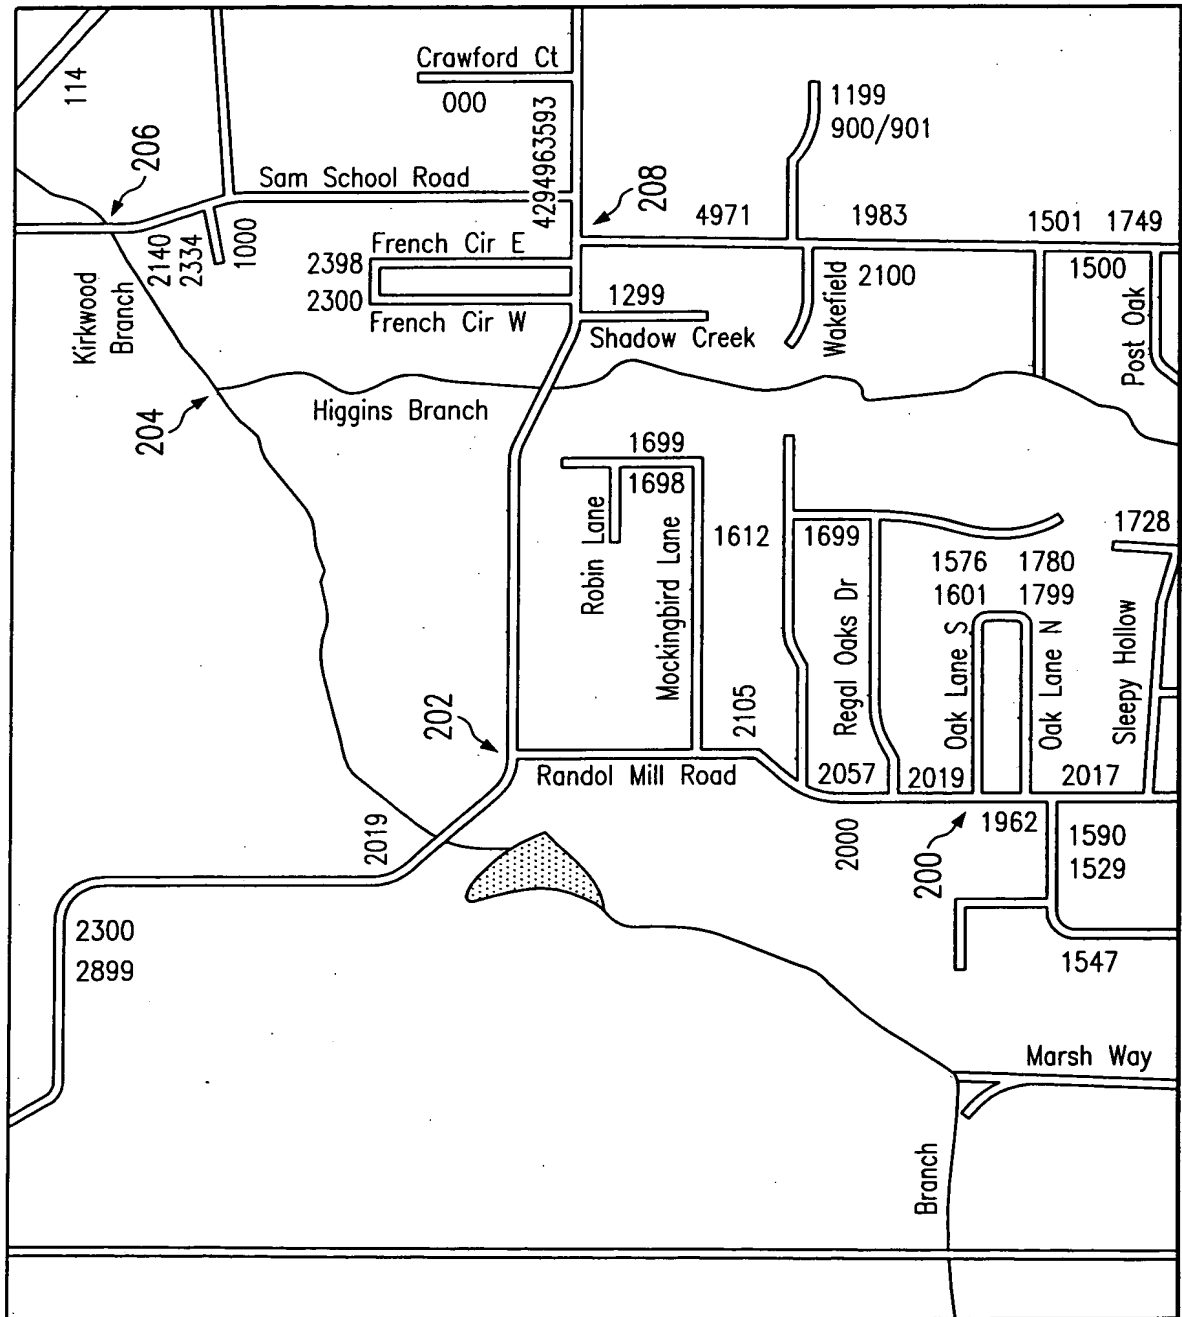 Crawford Ct
000
114
1199
900/901
206
4294963593
208
Sam School Road
4971
1983
1501
1749
1000
2140
2334
French Cir E
2398
2300
French Cir W
1299
Shadow Creek
Wakefield
2100
1500
Post Oak
Kirkwood
Branch
204
Higgins Branch
1699
1698
Robin Lane
Mockingbird Lane
1612
1699
Regal Oaks Dr
1576
1601
1780
1799
1728
Oak Lane S
Oak Lane N
Sleepy Hollow
202
2105
Randol Mill Road
2057
2019
2017
2019
2000
200
1962
1590
1529
2300
2899
1547
Marsh Way
Branch